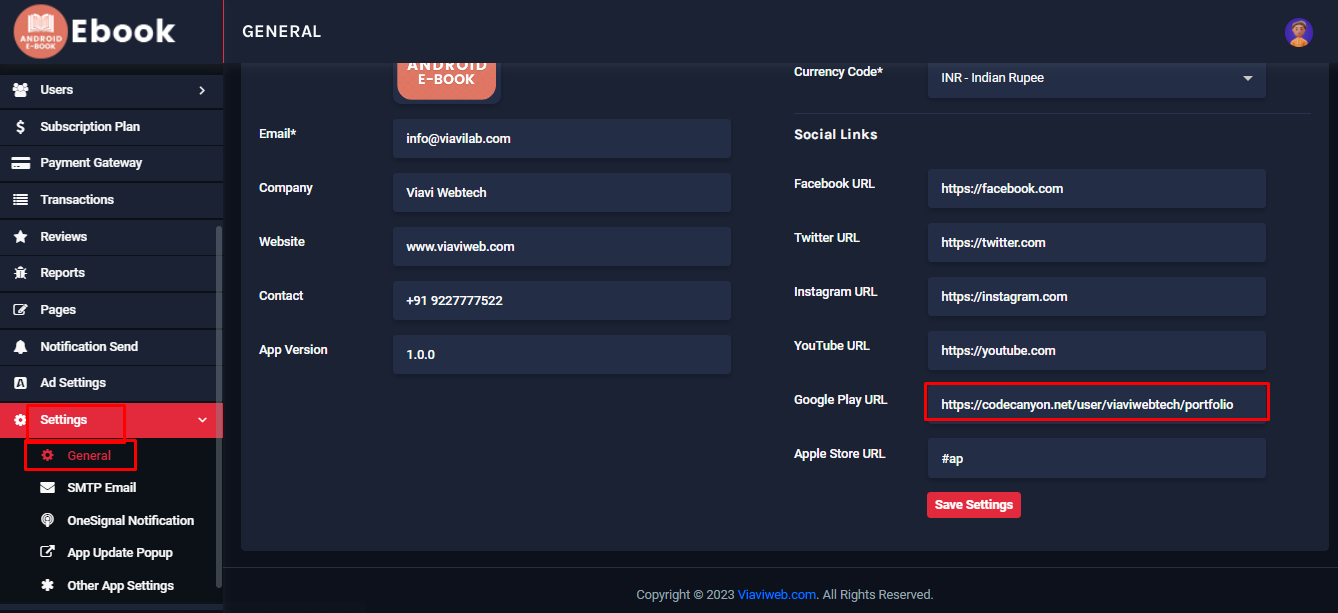 ANDROID
E-BOOK
Ebook
GENERAL
Users
Subscription Plan
Payment Gateway
Transactions
Reviews
Reports
Pages
Notification Send
Ad Settings
Settings
General
SMTP Email
OneSignal Notification
App Update Popup
Other App Settings
ANDROID
E-BOOK
Email* info@viavilab.com
Company Viavi Webtech
Website www.viaviweb.com
Contact +91 9227777522
App Version 1.0.0
Currency Code* INR - Indian Rupee
Social Links
Facebook URL https://facebook.com
Twitter URL https://twitter.com
Instagram URL https://instagram.com
YouTube URL https://youtube.com
Google Play URL https://codecanyon.net/user/viaviwebtech/portfolio
Apple Store URL #ap
Save Settings
Copyright © 2023 Viaviweb.com. All Rights Reserved.